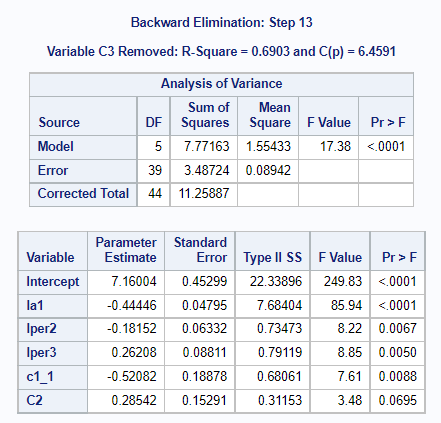 Backward Elimination: Step 13
Variable C3 Removed: R-Square = 0.6903 and C(p) = 6.4591
Analysis of Variance
Source DF Sum of Squares Mean Square F Value Pr > F
Model 5 7.77163 1.55433 17.38 <.0001
Error 39 3.48724 0.08942
Corrected Total 44 11.25887
Variable Parameter Estimate Standard Error Type II SS F Value Pr > F
Intercept 7.16004 0.45299 22.33896 249.83 <.0001
la1 -0.44446 0.04795 7.68404 85.94 <.0001
lper2 -0.18152 0.06332 0.73473 8.22 0.0067
lper3 0.26208 0.08811 0.79119 8.85 0.0050
c1_1 -0.52082 0.18878 0.68061 7.61 0.0088
C2 0.28542 0.15291 0.31153 3.48 0.0695